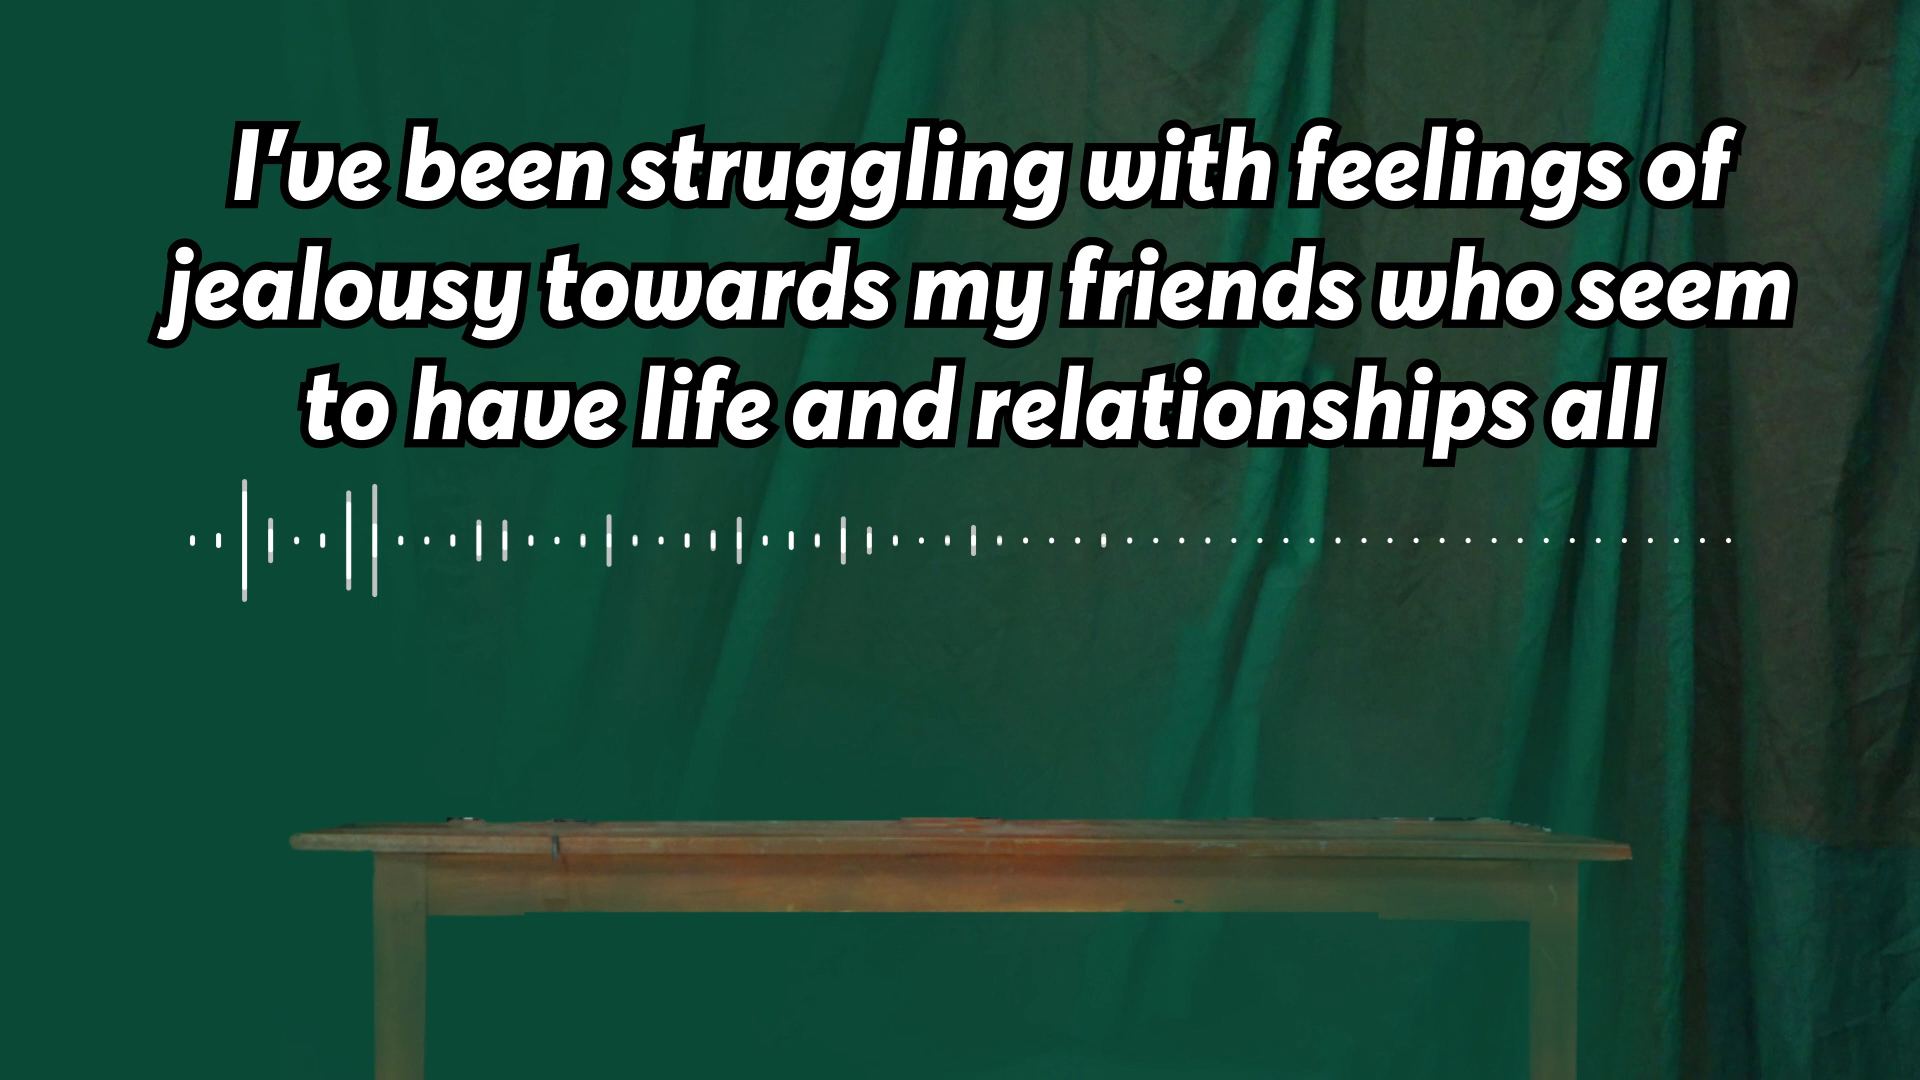 I've been struggling with feelings of
jealousy towards my friends who seem
to have life and relationships all